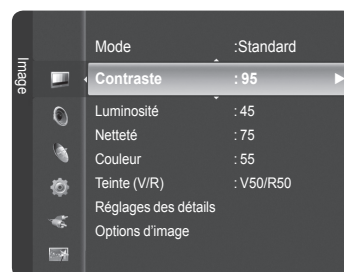 Image
Mode :Standard
Contraste : 95
Luminosité : 45
Netteté : 75
Couleur : 55
Teinte (V/R) : V50/R50
Réglages des détails
Options d'image